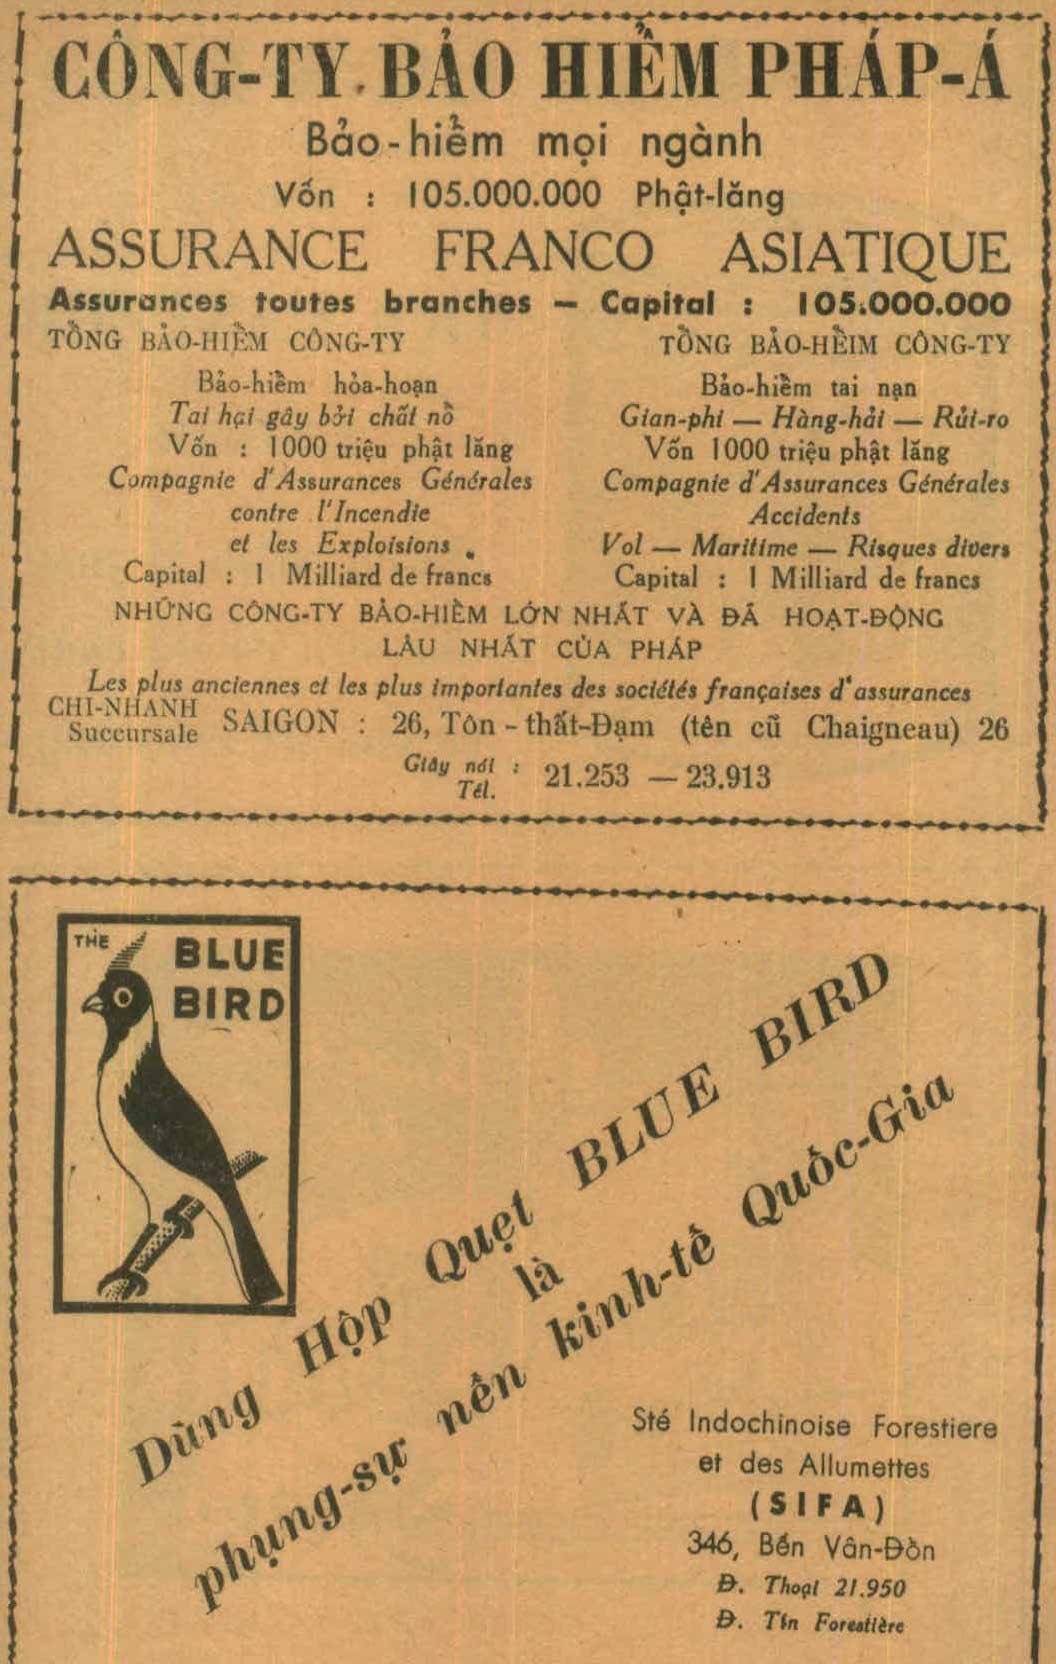 CÔNG-TY BẢO HIỂM PHÁP-Á
Bảo-hiểm mọi ngành
Vốn : 105.000.000 Phật-lăng
ASSURANCE FRANCO ASIATIQUE
Assurances toutes branches — Capital : 105.000.000
TỔNG BẢO-HIỂM CÔNG-TY
Bảo-hiểm hỏa-hoạn
Tai hại gây bởi chất nổ
Vốn : 1000 triệu phật lăng
Compagnie d'Assurances Générales
contre l'Incendie
et les Exploisions .
Capital : 1 Milliard de francs
TỔNG BẢO-HỂIM CÔNG-TY
Bảo-hiểm tai nạn
Gian-phi — Hàng-hải — Rủi-ro
Vốn 1000 triệu phật lăng
Compagnie d'Assurances Générales
Accidents
Vol — Maritime — Risques divers
Capital : 1 Milliard de francs
NHỮNG CÔNG-TY BẢO-HIỂM LỚN NHẤT VÀ ĐÃ HOẠT-ĐỘNG
LÂU NHẤT CỦA PHÁP
Les plus anciennes et les plus importantes des sociétés françaises d'assurances
CHI-NHANH
Succursale
SAIGON : 26, Tôn-thất-Đạm (tên cũ Chaigneau) 26
Giây nói :
Tél.
21.253 — 23.913
THE BLUE
BIRD
Dùng Hộp Quẹt BLUE BIRD
là
phụng-sự nền kinh-tế Quốc-Gia
Sté Indochinoise Forestiere
et des Allumettes
(SIFA)
346, Bến Vân-Đồn
Đ. Thoại 21.950
Đ. Tín Forestière